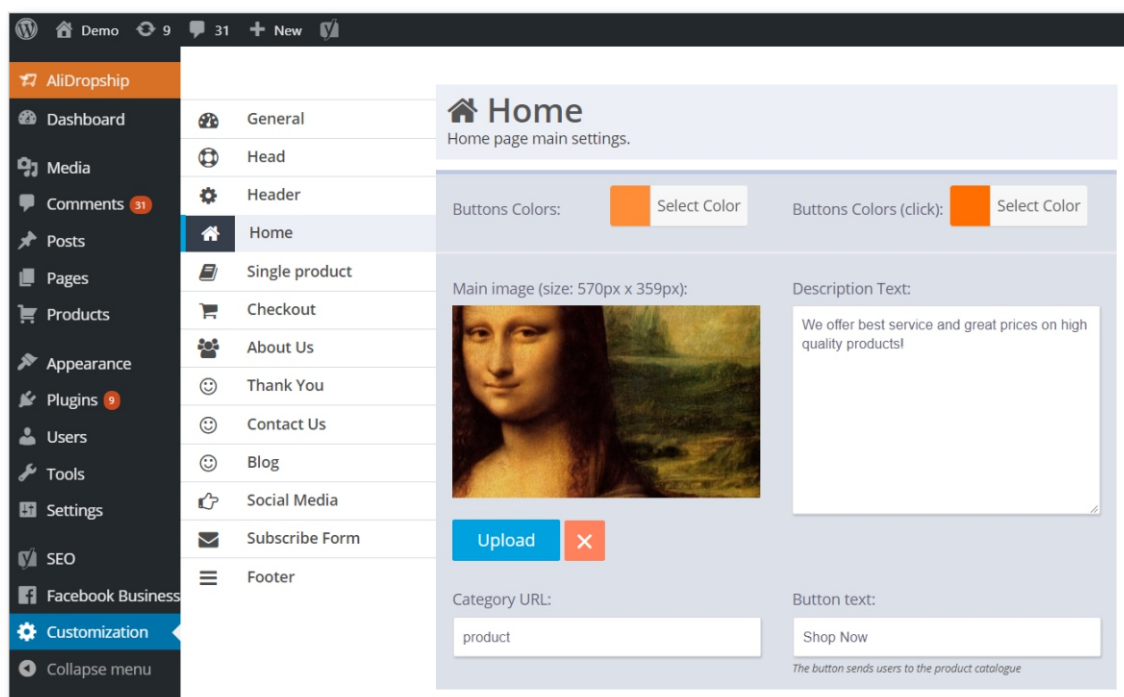 Demo 9 31 New
AliDropship
Dashboard
Media
Comments 31
Posts
Pages
Products
Appearance
Plugins 9
Users
Tools
Settings
SEO
Facebook Business
Customization
Collapse menu
General
Head
Header
Home
Single product
Checkout
About Us
Thank You
Contact Us
Blog
Social Media
Subscribe Form
Footer
Home
Home page main settings.
Buttons Colors: Select Color
Buttons Colors (click): Select Color
Main image (size: 570px x 359px):
Upload
Description Text:
We offer best service and great prices on high
quality products!
Category URL:
product
Button text:
Shop Now
The button sends users to the product catalogue